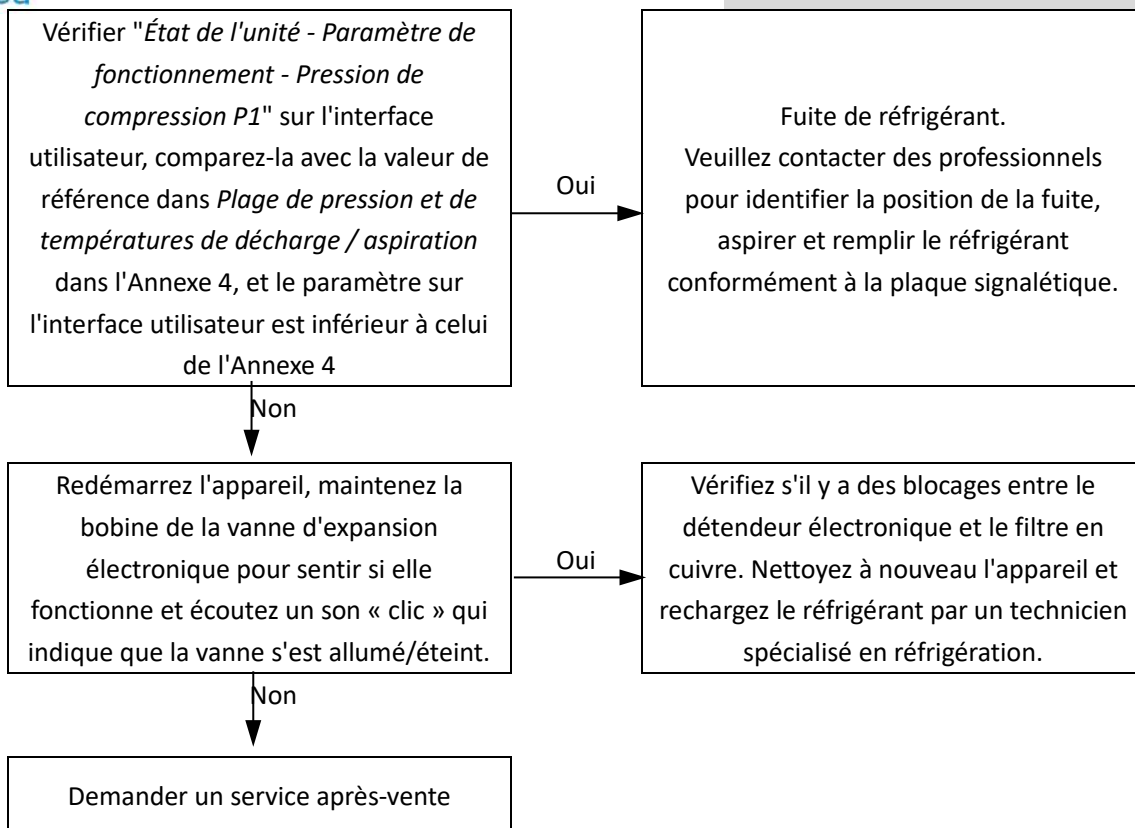 Vérifier "État de l'unité - Paramètre de
fonctionnement - Pression de
compression P1" sur l'interface
utilisateur, comparez-la avec la valeur de
référence dans Plage de pression et de
températures de décharge / aspiration
dans l'Annexe 4, et le paramètre sur
l'interface utilisateur est inférieur à celui
de l'Annexe 4
Oui
Fuite de réfrigérant.
Veuillez contacter des professionnels
pour identifier la position de la fuite,
aspirer et remplir le réfrigérant
conformément à la plaque signalétique.
Non
Redémarrez l'appareil, maintenez la
bobine de la vanne d'expansion
électronique pour sentir si elle
fonctionne et écoutez un son « clic » qui
indique que la vanne s'est allumé/éteint.
Oui
Vérifiez s'il y a des blocages entre le
détendeur électronique et le filtre en
cuivre. Nettoyez à nouveau l'appareil et
rechargez le réfrigérant par un technicien
spécialisé en réfrigération.
Non
Demander un service après-vente